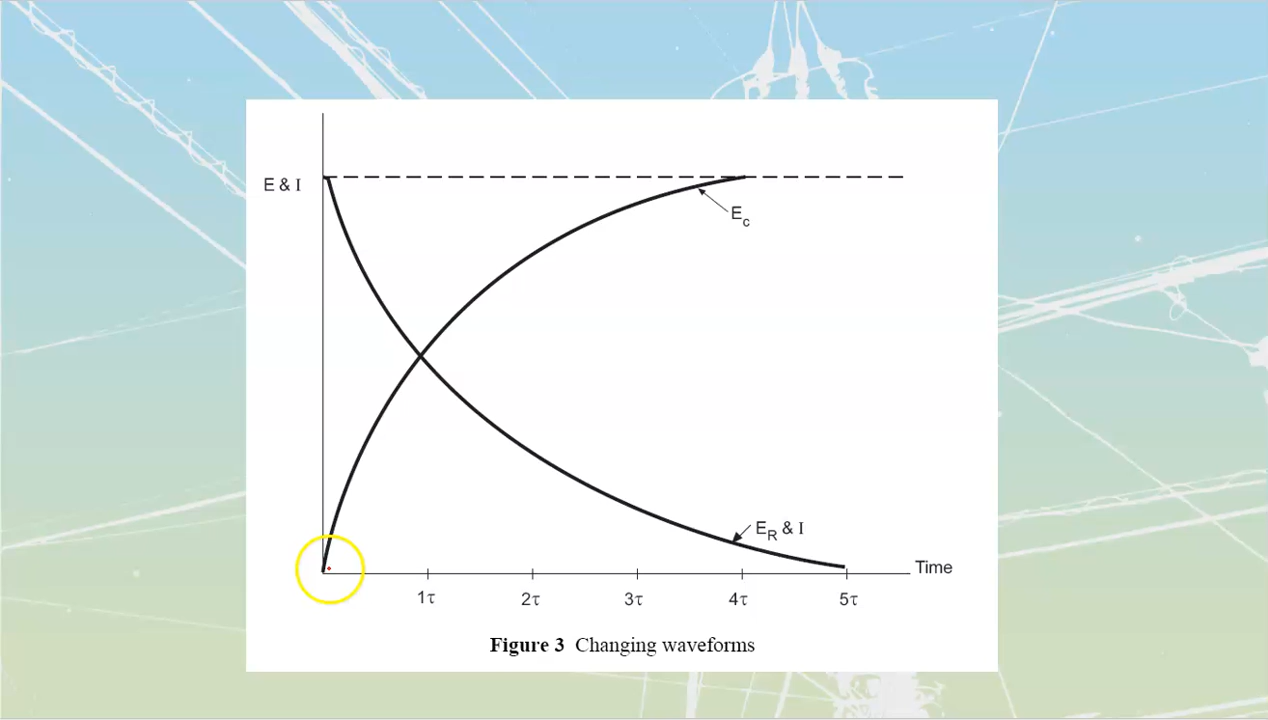 E & I
Ec
ER & I
Time
1τ 2τ 3τ 4τ 5τ
Figure 3 Changing waveforms